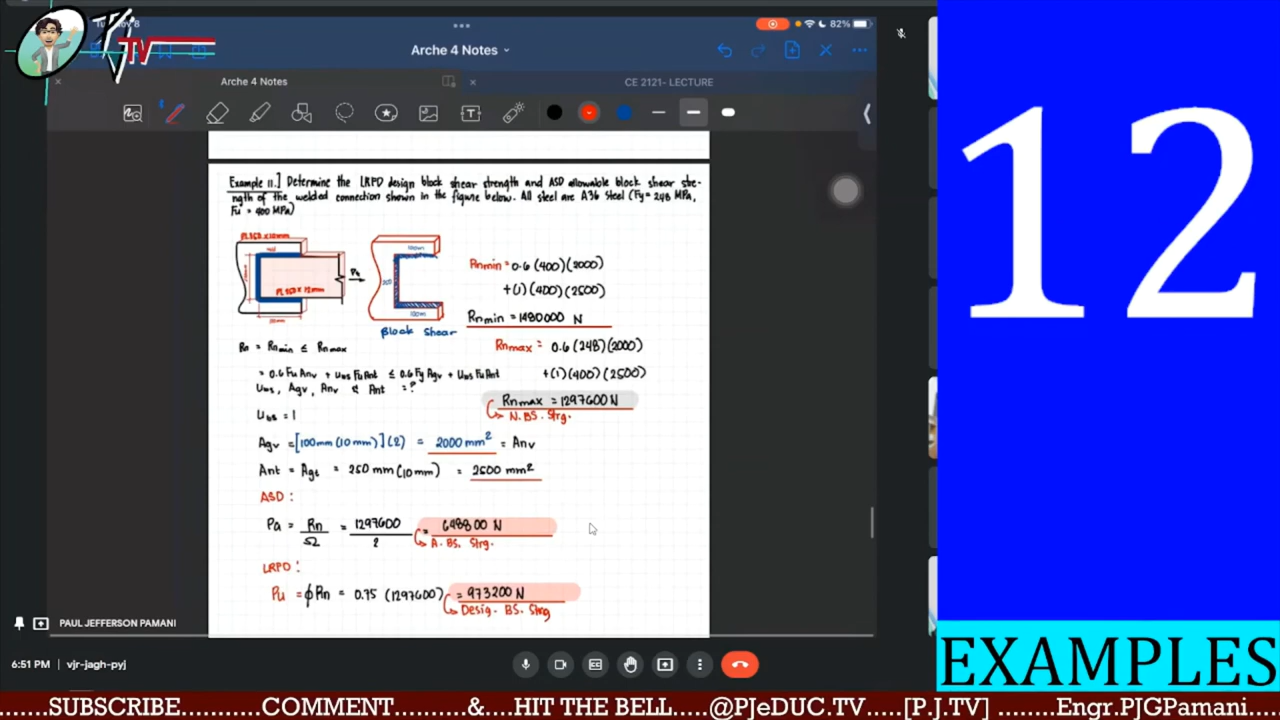 PJ
TV
82%
Arche 4 Notes
Arche 4 Notes
CE 2121- LECTURE
Example 11.] Determine the LRFD design block shear strength and ASD allowable block shear stre-
ngth of the welded connection shown in the figure below. All steel are A36 Steel (Fy = 248 MPa,
Fu = 400 MPa)
Block Shear
Rnmin = 0.6 (400)(2000)
+(1)(400)(2500)
Rnmin = 1480000 N
Rnmax = 0.6 (248)(2000)
+(1)(400)(2500)
Rnmax = 1297600 N
N. BS. Strg.
Rn = Rnmin ≤ Rnmax
= 0.6 Fu Anv + Ubs Fu Ant ≤ 0.6 Fy Agv + Ubs Fu Ant
Ubs, Agv, Anv & Ant = ?
Ubs = 1
Agv = [100mm (10mm)](2) = 2000 mm² = Anv
Ant = Agt = 250 mm (10mm) = 2500 mm²
ASD :
Pa = Rn/Ω = 1297600/2 = 648800 N
A. BS. Strg.
LRFD :
Pu = ϕRn = 0.75 (1297600) = 973200 N
Desig. BS. Strg
PAUL JEFFERSON PAMANI
6:51 PM | vjr-jagh-pyj
12
EXAMPLES
.......SUBSCRIBE.........COMMENT.........&....HIT THE BELL.....@PJeDUC.TV....[P.J.TV] .......Engr.PJGPamani....